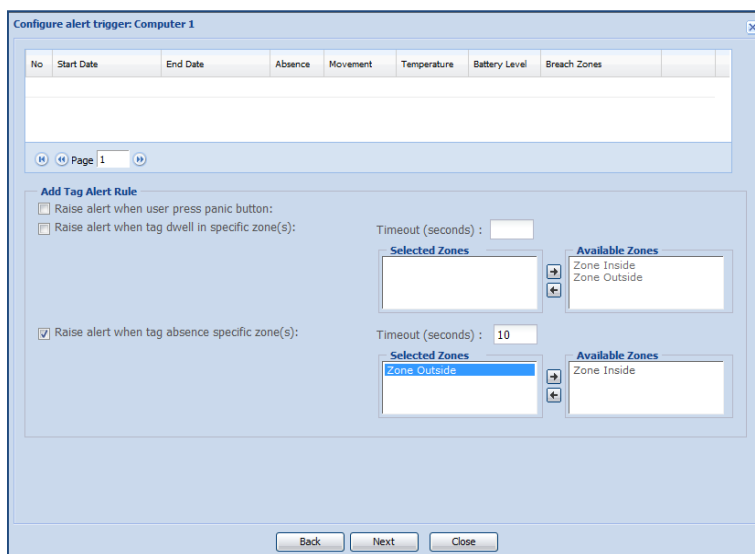 Configure alert trigger: Computer 1
No Start Date End Date Absence Movement Temperature Battery Level Breach Zones
Page 1
Add Tag Alert Rule
Raise alert when user press panic button:
Raise alert when tag dwell in specific zone(s): Timeout (seconds) :
Selected Zones Available Zones
Zone Inside
Zone Outside
Raise alert when tag absence specific zone(s): Timeout (seconds) : 10
Selected Zones Available Zones
Zone Outside Zone Inside
Back Next Close